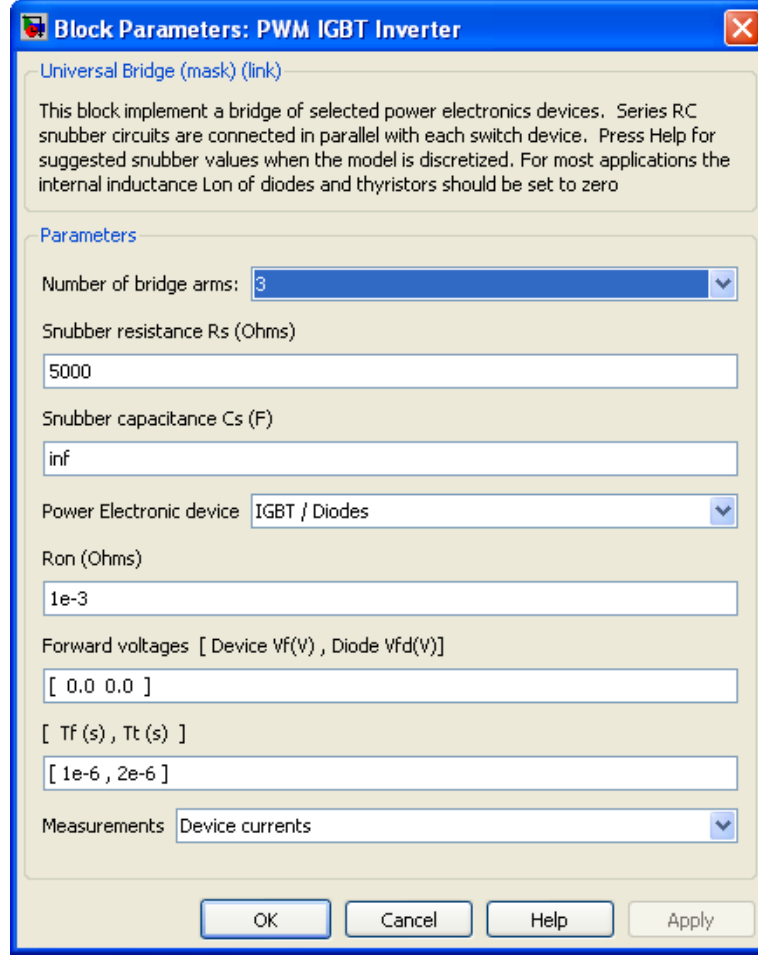 Block Parameters: PWM IGBT Inverter
Universal Bridge (mask) (link)
This block implement a bridge of selected power electronics devices.  Series RC
snubber circuits are connected in parallel with each switch device.  Press Help for
suggested snubber values when the model is discretized. For most applications the
internal inductance Lon of diodes and thyristors should be set to zero
Parameters
Number of bridge arms: 3
Snubber resistance Rs (Ohms)
5000
Snubber capacitance Cs (F)
inf
Power Electronic device IGBT / Diodes
Ron (Ohms)
1e-3
Forward voltages  [ Device Vf(V) , Diode Vfd(V)]
[  0.0  0.0  ]
[  Tf (s) , Tt (s)  ]
[ 1e-6 , 2e-6 ]
Measurements Device currents
OK Cancel Help Apply